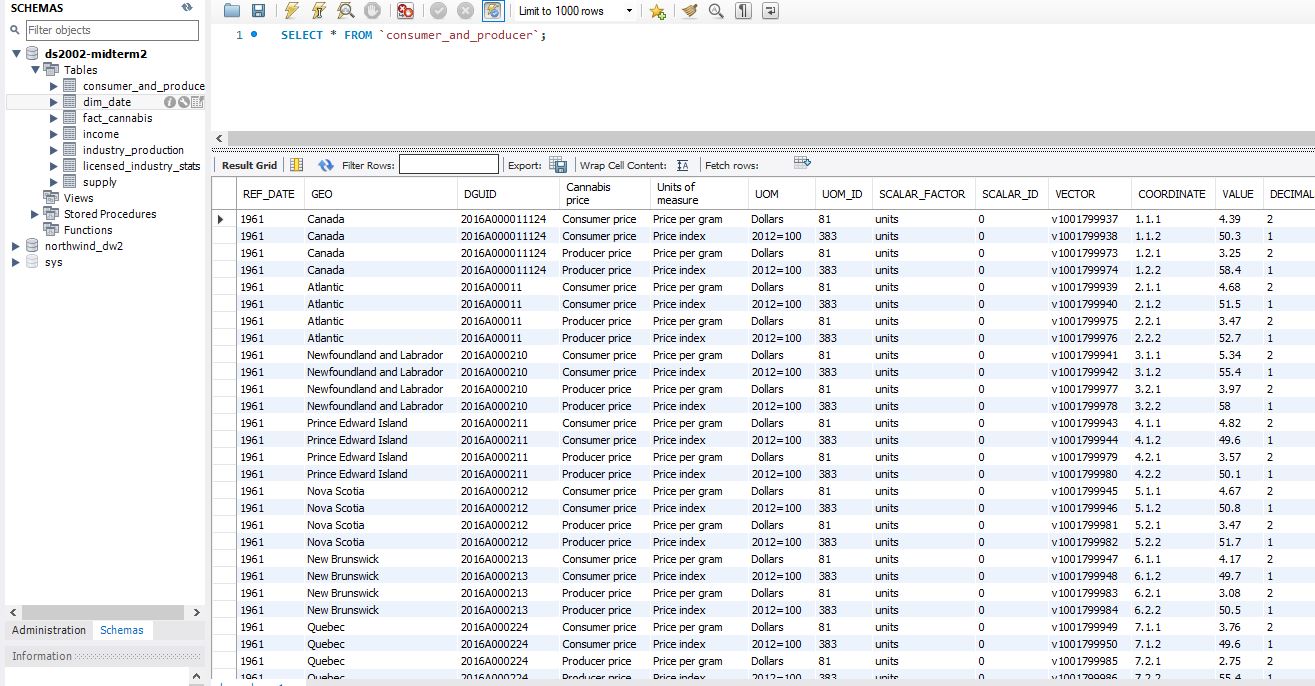 SCHEMAS
Filter objects
ds2002-midterm2
Tables
consumer_and_produce
dim_date
fact_cannabis
income
industry_production
licensed_industry_stats
supply
Views
Stored Procedures
Functions
northwind_dw2
sys
Administration Schemas
Information
Limit to 1000 rows
1 SELECT * FROM `consumer_and_producer`;
Result Grid Filter Rows: Export: Wrap Cell Content: Fetch rows:
REF_DATE GEO DGUID Cannabis price Units of measure UOM UOM_ID SCALAR_FACTOR SCALAR_ID VECTOR COORDINATE VALUE DECIMAL
1961 Canada 2016A000011124 Consumer price Price per gram Dollars 81 units 0 v1001799937 1.1.1 4.39 2
1961 Canada 2016A000011124 Consumer price Price index 2012=100 383 units 0 v1001799938 1.1.2 50.3 1
1961 Canada 2016A000011124 Producer price Price per gram Dollars 81 units 0 v1001799973 1.2.1 3.25 2
1961 Canada 2016A000011124 Producer price Price index 2012=100 383 units 0 v1001799974 1.2.2 58.4 1
1961 Atlantic 2016A00011 Consumer price Price per gram Dollars 81 units 0 v1001799939 2.1.1 4.68 2
1961 Atlantic 2016A00011 Consumer price Price index 2012=100 383 units 0 v1001799940 2.1.2 51.5 1
1961 Atlantic 2016A00011 Producer price Price per gram Dollars 81 units 0 v1001799975 2.2.1 3.47 2
1961 Atlantic 2016A00011 Producer price Price index 2012=100 383 units 0 v1001799976 2.2.2 52.7 1
1961 Newfoundland and Labrador 2016A000210 Consumer price Price per gram Dollars 81 units 0 v1001799941 3.1.1 5.34 2
1961 Newfoundland and Labrador 2016A000210 Consumer price Price index 2012=100 383 units 0 v1001799942 3.1.2 55.4 1
1961 Newfoundland and Labrador 2016A000210 Producer price Price per gram Dollars 81 units 0 v1001799977 3.2.1 3.97 2
1961 Newfoundland and Labrador 2016A000210 Producer price Price index 2012=100 383 units 0 v1001799978 3.2.2 58 1
1961 Prince Edward Island 2016A000211 Consumer price Price per gram Dollars 81 units 0 v1001799943 4.1.1 4.82 2
1961 Prince Edward Island 2016A000211 Consumer price Price index 2012=100 383 units 0 v1001799944 4.1.2 49.6 1
1961 Prince Edward Island 2016A000211 Producer price Price per gram Dollars 81 units 0 v1001799979 4.2.1 3.57 2
1961 Prince Edward Island 2016A000211 Producer price Price index 2012=100 383 units 0 v1001799980 4.2.2 50.1 1
1961 Nova Scotia 2016A000212 Consumer price Price per gram Dollars 81 units 0 v1001799945 5.1.1 4.67 2
1961 Nova Scotia 2016A000212 Consumer price Price index 2012=100 383 units 0 v1001799946 5.1.2 50.8 1
1961 Nova Scotia 2016A000212 Producer price Price per gram Dollars 81 units 0 v1001799981 5.2.1 3.47 2
1961 Nova Scotia 2016A000212 Producer price Price index 2012=100 383 units 0 v1001799982 5.2.2 51.7 1
1961 New Brunswick 2016A000213 Consumer price Price per gram Dollars 81 units 0 v1001799947 6.1.1 4.17 2
1961 New Brunswick 2016A000213 Consumer price Price index 2012=100 383 units 0 v1001799948 6.1.2 49.7 1
1961 New Brunswick 2016A000213 Producer price Price per gram Dollars 81 units 0 v1001799983 6.2.1 3.08 2
1961 New Brunswick 2016A000213 Producer price Price index 2012=100 383 units 0 v1001799984 6.2.2 50.5 1
1961 Quebec 2016A000224 Consumer price Price per gram Dollars 81 units 0 v1001799949 7.1.1 3.76 2
1961 Quebec 2016A000224 Consumer price Price index 2012=100 383 units 0 v1001799950 7.1.2 49.6 1
1961 Quebec 2016A000224 Producer price Price per gram Dollars 81 units 0 v1001799985 7.2.1 2.75 2
1961 Quebec 2016A000224 Producer price Price index 2012=100 383 units 0 v1001799986 7.2.2 55.4 1